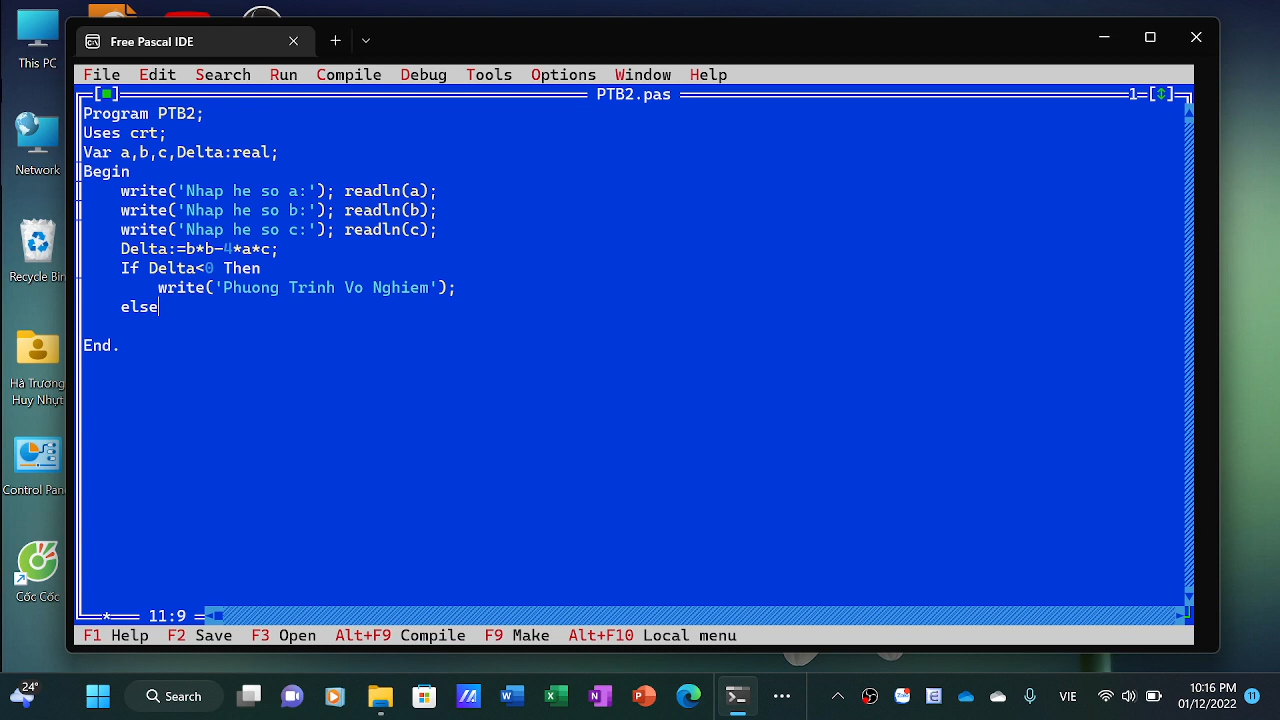 This PC
Network
Recycle Bin
Hà Trương
Huy Nhựt
Control Pan
Cốc Cốc
Free Pascal IDE
File Edit Search Run Compile Debug Tools Options Window Help
PTB2.pas 1
Program PTB2;
Uses crt;
Var a,b,c,Delta:real;
Begin
write('Nhap he so a:'); readln(a);
write('Nhap he so b:'); readln(b);
write('Nhap he so c:'); readln(c);
Delta:=b*b-4*a*c;
If Delta<0 Then
write('Phuong Trinh Vo Nghiem');
else
End.
* 11:9
F1 Help F2 Save F3 Open Alt+F9 Compile F9 Make Alt+F10 Local menu
24°
Search
VIE
10:16 PM
01/12/2022
11